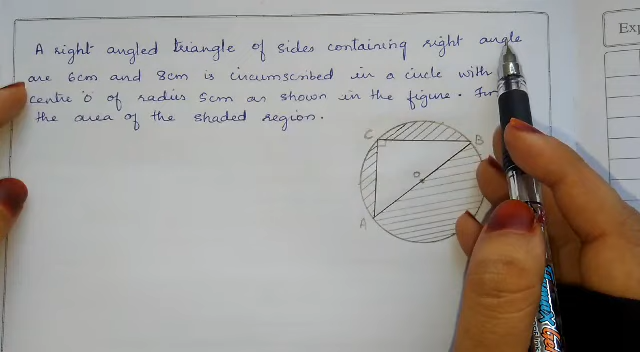 A right angled triangle of sides containing right angle
are 6cm and 8cm is circumscribed in a circle with
centre 'O' of radius 5cm as shown in the figure.
the area of the shaded region.
C
B
O
A